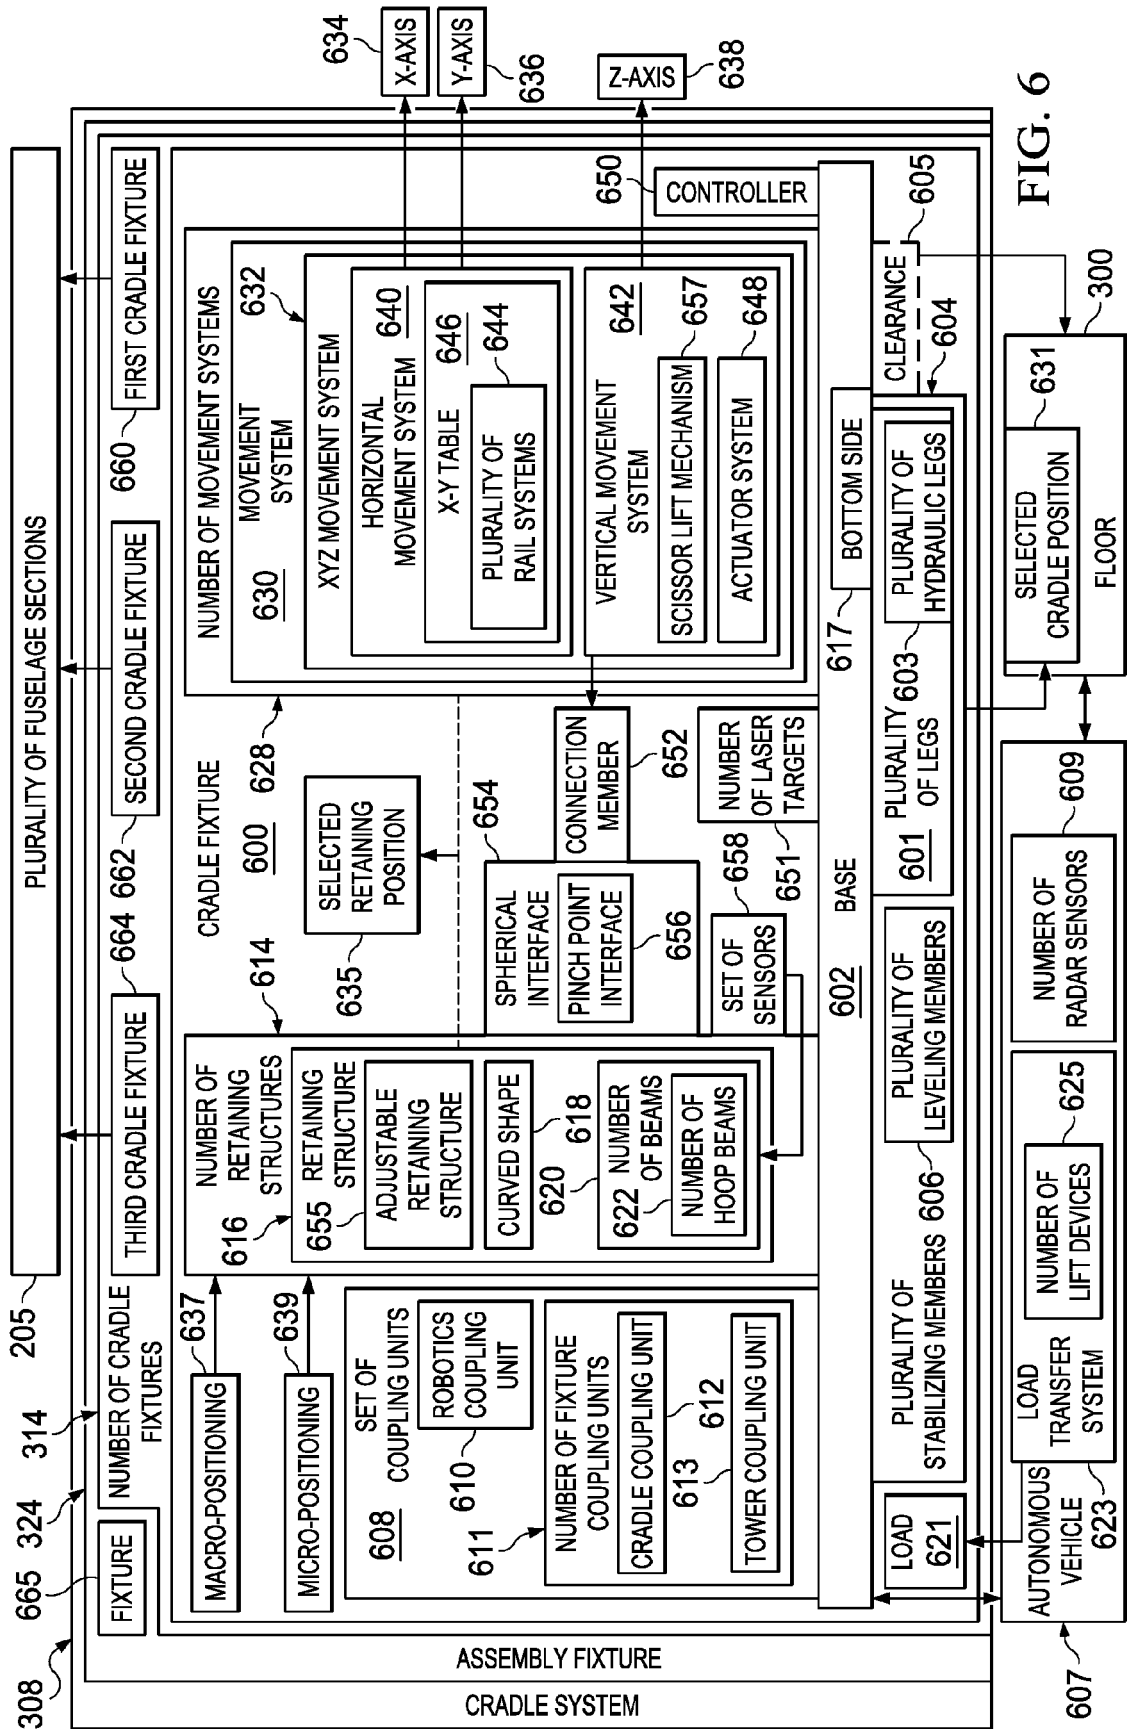 FIG. 6
634
X-AXIS
Y-AXIS
636
Z-AXIS
638
PLURALITY OF FUSELAGE SECTIONS
205
FIRST CRADLE FIXTURE
660
SECOND CRADLE FIXTURE
662
THIRD CRADLE FIXTURE
664
NUMBER OF CRADLE
FIXTURES
314
324
FIXTURE
665
308
ASSEMBLY FIXTURE
CRADLE SYSTEM
CRADLE FIXTURE
600
NUMBER OF MOVEMENT SYSTEMS
628
MOVEMENT
SYSTEM
630
632
XYZ MOVEMENT SYSTEM
HORIZONTAL
MOVEMENT SYSTEM
640
X-Y TABLE
646
PLURALITY OF
RAIL SYSTEMS
644
VERTICAL MOVEMENT
SYSTEM
642
SCISSOR LIFT MECHANISM
657
ACTUATOR SYSTEM
648
650
CONTROLLER
SELECTED
RETAINING
POSITION
635
614
NUMBER OF
RETAINING
STRUCTURES
616
RETAINING
STRUCTURE
655
ADJUSTABLE
RETAINING
STRUCTURE
CURVED SHAPE
618
620
NUMBER
OF BEAMS
622
NUMBER OF
HOOP BEAMS
SPHERICAL
INTERFACE
654
PINCH POINT
INTERFACE
656
CONNECTION
MEMBER
652
NUMBER
OF LASER
TARGETS
651
SET OF
SENSORS
658
MACRO-POSITIONING
637
MICRO-POSITIONING
639
SET OF
COUPLING UNITS
608
ROBOTICS
COUPLING
UNIT
610
611
NUMBER OF FIXTURE
COUPLING UNITS
CRADLE COUPLING UNIT
612
613
TOWER COUPLING UNIT
BASE
602
BOTTOM SIDE
617
CLEARANCE
605
604
PLURALITY OF
HYDRAULIC LEGS
603
PLURALITY
OF LEGS
601
PLURALITY OF
LEVELING MEMBERS
606
PLURALITY OF
STABILIZING MEMBERS
LOAD
621
300
SELECTED
CRADLE POSITION
631
FLOOR
609
NUMBER OF
RADAR SENSORS
625
NUMBER OF
LIFT DEVICES
LOAD
TRANSFER
SYSTEM
623
AUTONOMOUS
VEHICLE
607